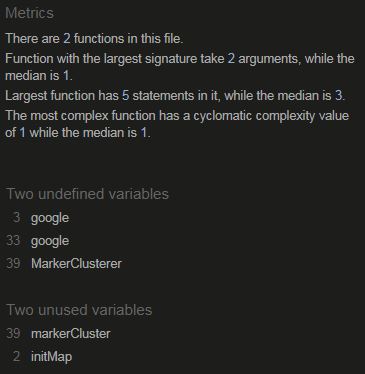 Metrics
There are 2 functions in this file.
Function with the largest signature take 2 arguments, while the
median is 1.
Largest function has 5 statements in it, while the median is 3.
The most complex function has a cyclomatic complexity value
of 1 while the median is 1.
Two undefined variables
3 google
33 google
39 MarkerClusterer
Two unused variables
39 markerCluster
2 initMap